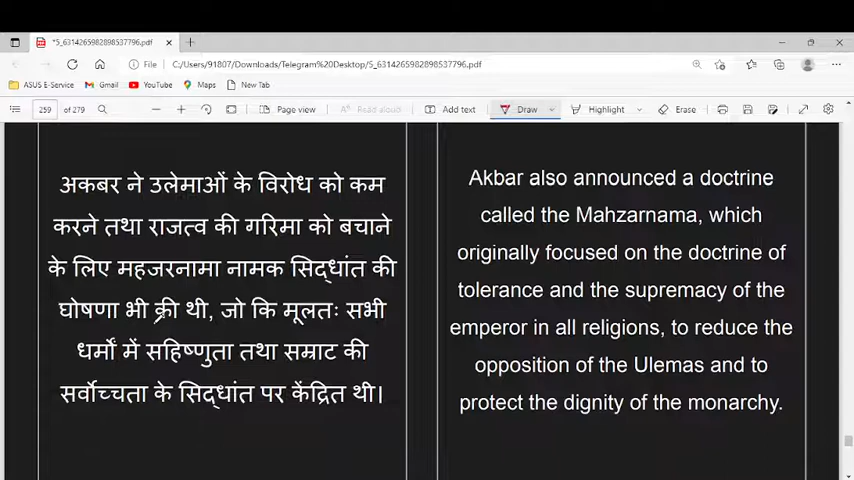 *5_6314265982898537796.pdf
File
C:/Users/91807/Downloads/Telegram%20Desktop/5_6314265982898537796.pdf
ASUS E-Service
Gmail
YouTube
Maps
New Tab
259 of 279
Page view
Read aloud
Add text
Draw
Highlight
Erase
अकबर ने उलेमाओं के विरोध को कम
करने तथा राजत्व की गरिमा को बचाने
के लिए महजरनामा नामक सिद्धांत की
घोषणा भी की थी, जो कि मूलतः सभी
धर्मों में सहिष्णुता तथा सम्राट की
सर्वोच्चता के सिद्धांत पर केंद्रित थी।
Akbar also announced a doctrine
called the Mahzarnama, which
originally focused on the doctrine of
tolerance and the supremacy of the
emperor in all religions, to reduce the
opposition of the Ulemas and to
protect the dignity of the monarchy.